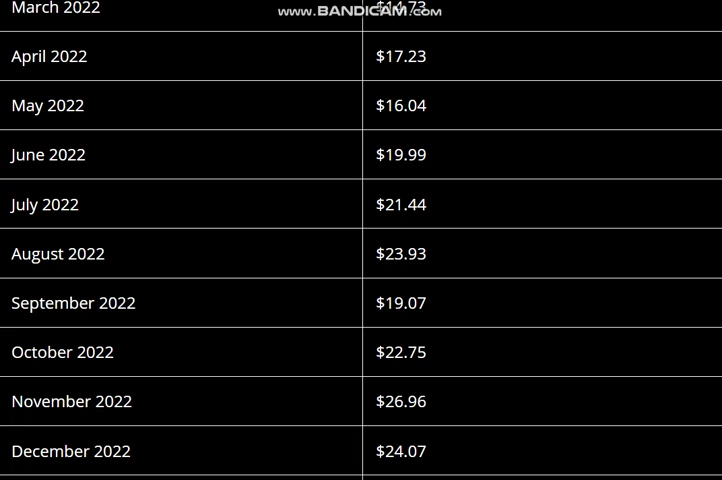 www.BANDICAM.com
March 2022 $14.73
April 2022 $17.23
May 2022 $16.04
June 2022 $19.99
July 2022 $21.44
August 2022 $23.93
September 2022 $19.07
October 2022 $22.75
November 2022 $26.96
December 2022 $24.07